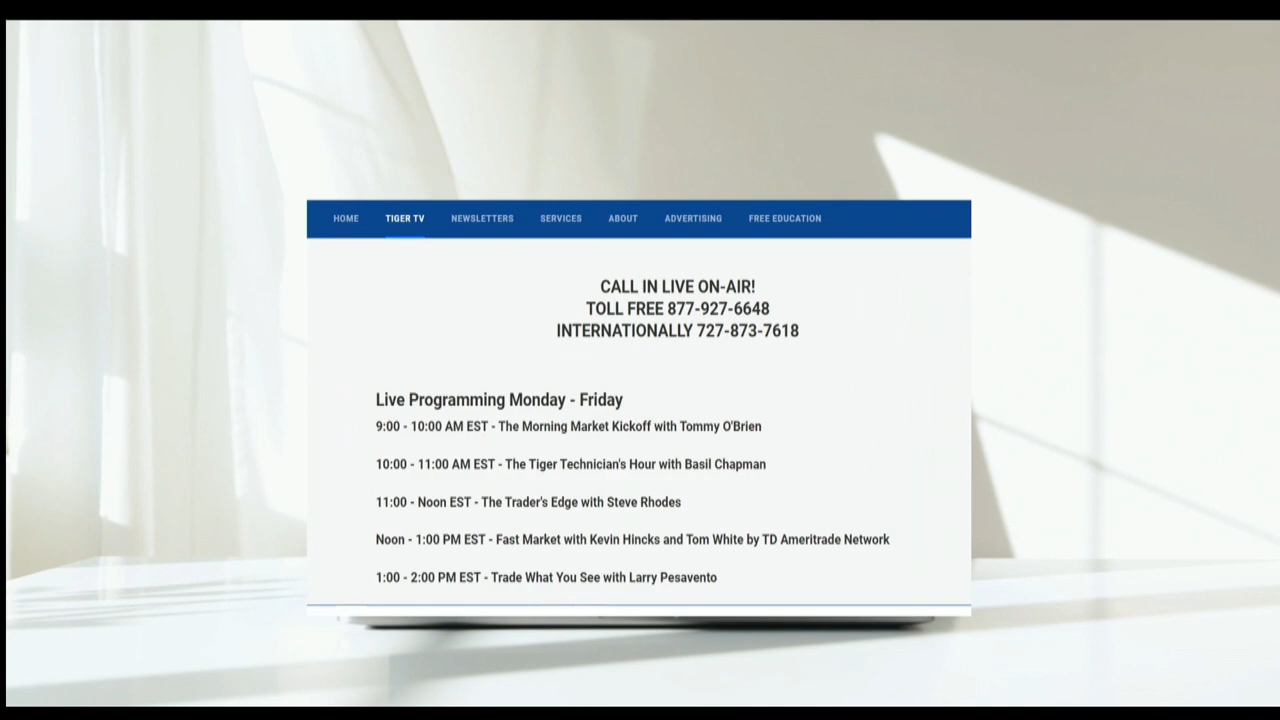 HOME TIGER TV NEWSLETTERS SERVICES ABOUT ADVERTISING FREE EDUCATION
CALL IN LIVE ON-AIR!
TOLL FREE 877-927-6648
INTERNATIONALLY 727-873-7618
Live Programming Monday - Friday
9:00 - 10:00 AM EST - The Morning Market Kickoff with Tommy O'Brien
10:00 - 11:00 AM EST - The Tiger Technician's Hour with Basil Chapman
11:00 - Noon EST - The Trader's Edge with Steve Rhodes
Noon - 1:00 PM EST - Fast Market with Kevin Hincks and Tom White by TD Ameritrade Network
1:00 - 2:00 PM EST - Trade What You See with Larry Pesavento